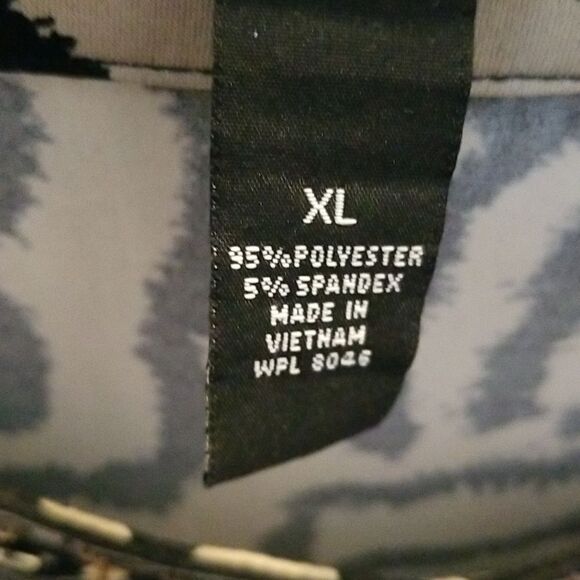 XL
95%POLYESTER
5% SPANDEX
MADE IN
VIETNAM
WPL 8046